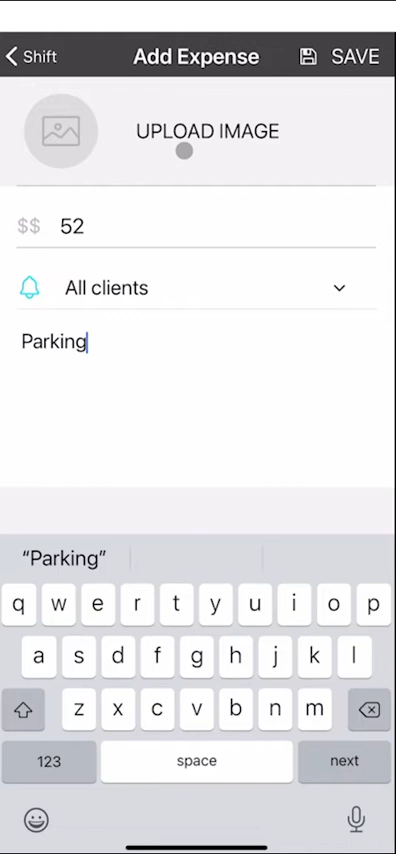 Shift Add Expense SAVE
UPLOAD IMAGE
$$ 52
All clients
Parking
“Parking”
q w e r t y u i o p
a s d f g h j k l
z x c v b n m
123 space next